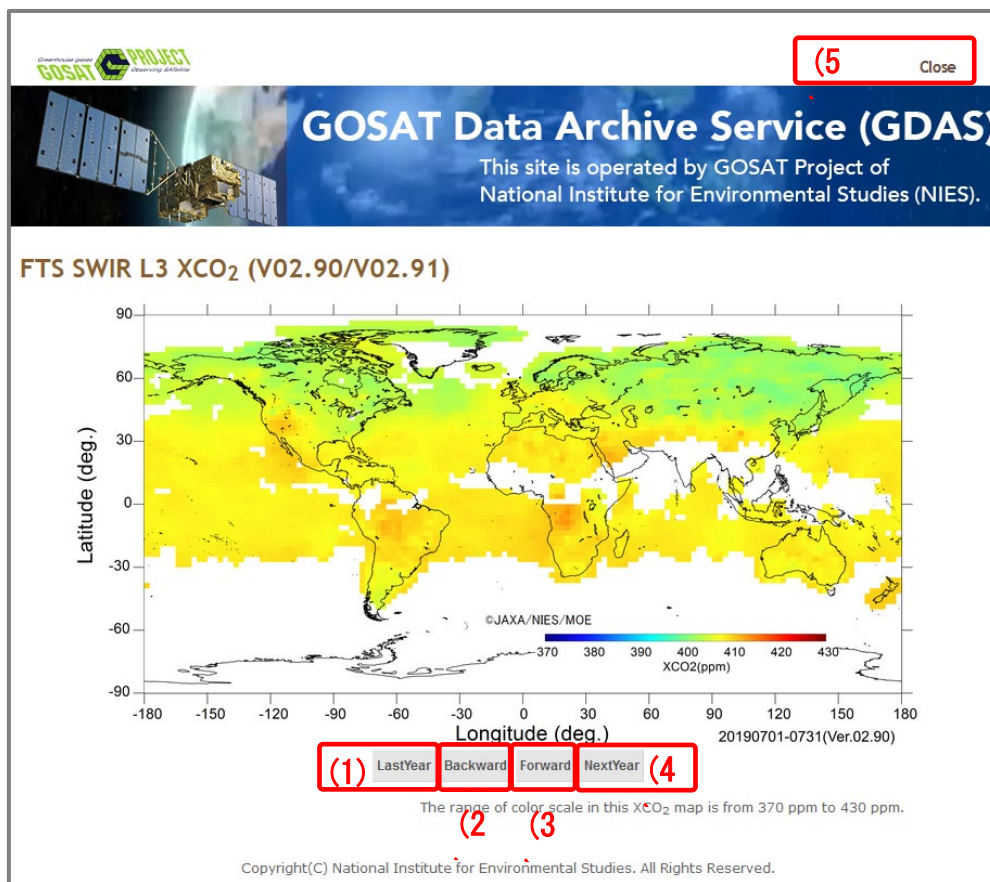 Greenhouse gases
GOSAT PROJECT
Observing SATellite
(5 Close
GOSAT Data Archive Service (GDAS)
This site is operated by GOSAT Project of
National Institute for Environmental Studies (NIES).
FTS SWIR L3 XCO₂ (V02.90/V02.91)
90
60
30
0
-30
-60
-90
Latitude (deg.)
©JAXA/NIES/MOE
370 380 390 400 410 420 430
XCO2(ppm)
-180 -150 -120 -90 -60 -30 0 30 60 90 120 150 180
Longitude (deg.)
20190701-0731(Ver.02.90)
(1) LastYear Backward Forward NextYear (4
The range of color scale in this XCO₂ map is from 370 ppm to 430 ppm.
(2 (3
Copyright(C) National Institute for Environmental Studies. All Rights Reserved.